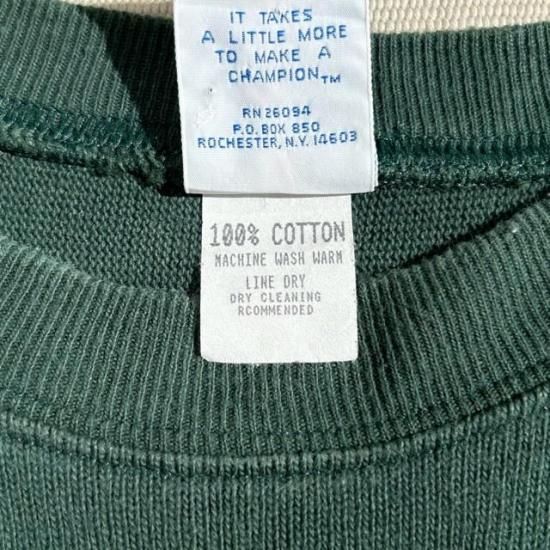 IT TAKES
A LITTLE MORE
TO MAKE A
CHAMPION.™
RN 26094
P.O. BOX 850
ROCHESTER, N.Y. 14603
100% COTTON
MACHINE WASH WARM
LINE DRY
DRY CLEANING
RCOMMENDED